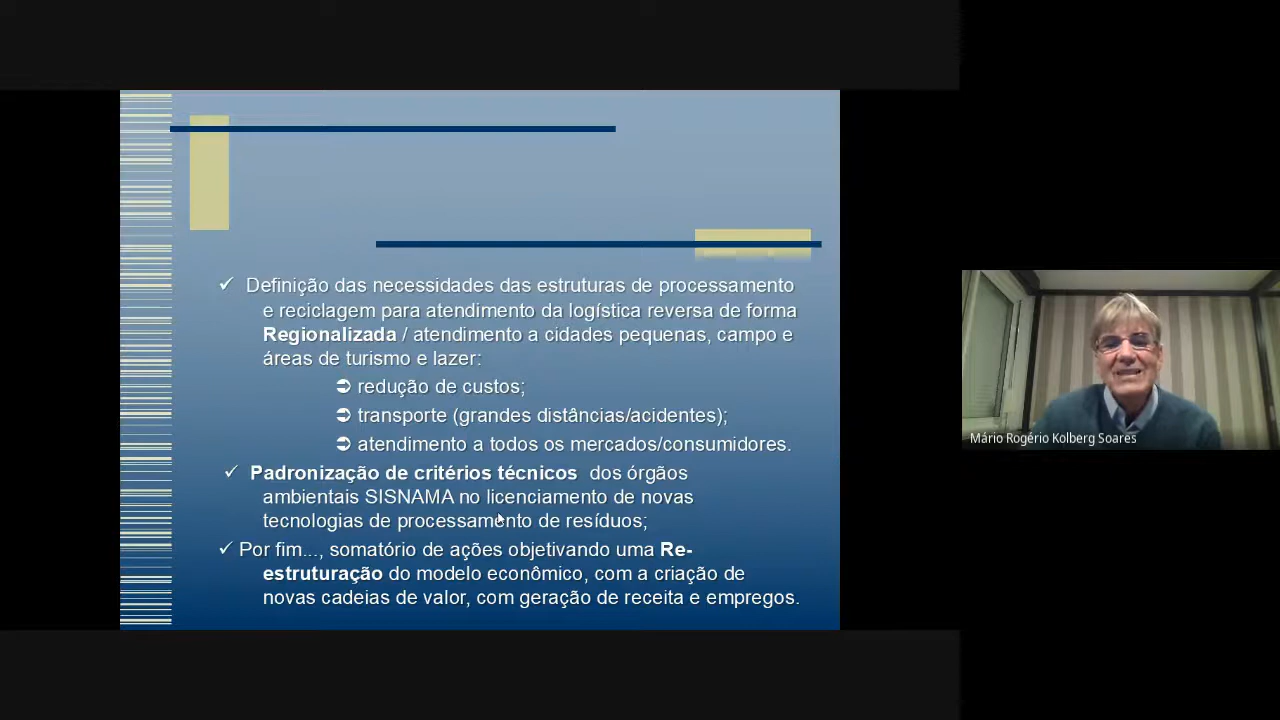 ✓ Definição das necessidades das estruturas de processamento
e reciclagem para atendimento da logística reversa de forma
Regionalizada / atendimento a cidades pequenas, campo e
áreas de turismo e lazer:
➲ redução de custos;
➲ transporte (grandes distâncias/acidentes);
➲ atendimento a todos os mercados/consumidores.
✓ Padronização de critérios técnicos dos órgãos
ambientais SISNAMA no licenciamento de novas
tecnologias de processamento de resíduos;
✓ Por fim..., somatório de ações objetivando uma Re-
estruturação do modelo econômico, com a criação de
novas cadeias de valor, com geração de receita e empregos.
Mário Rogério Kolberg Soares